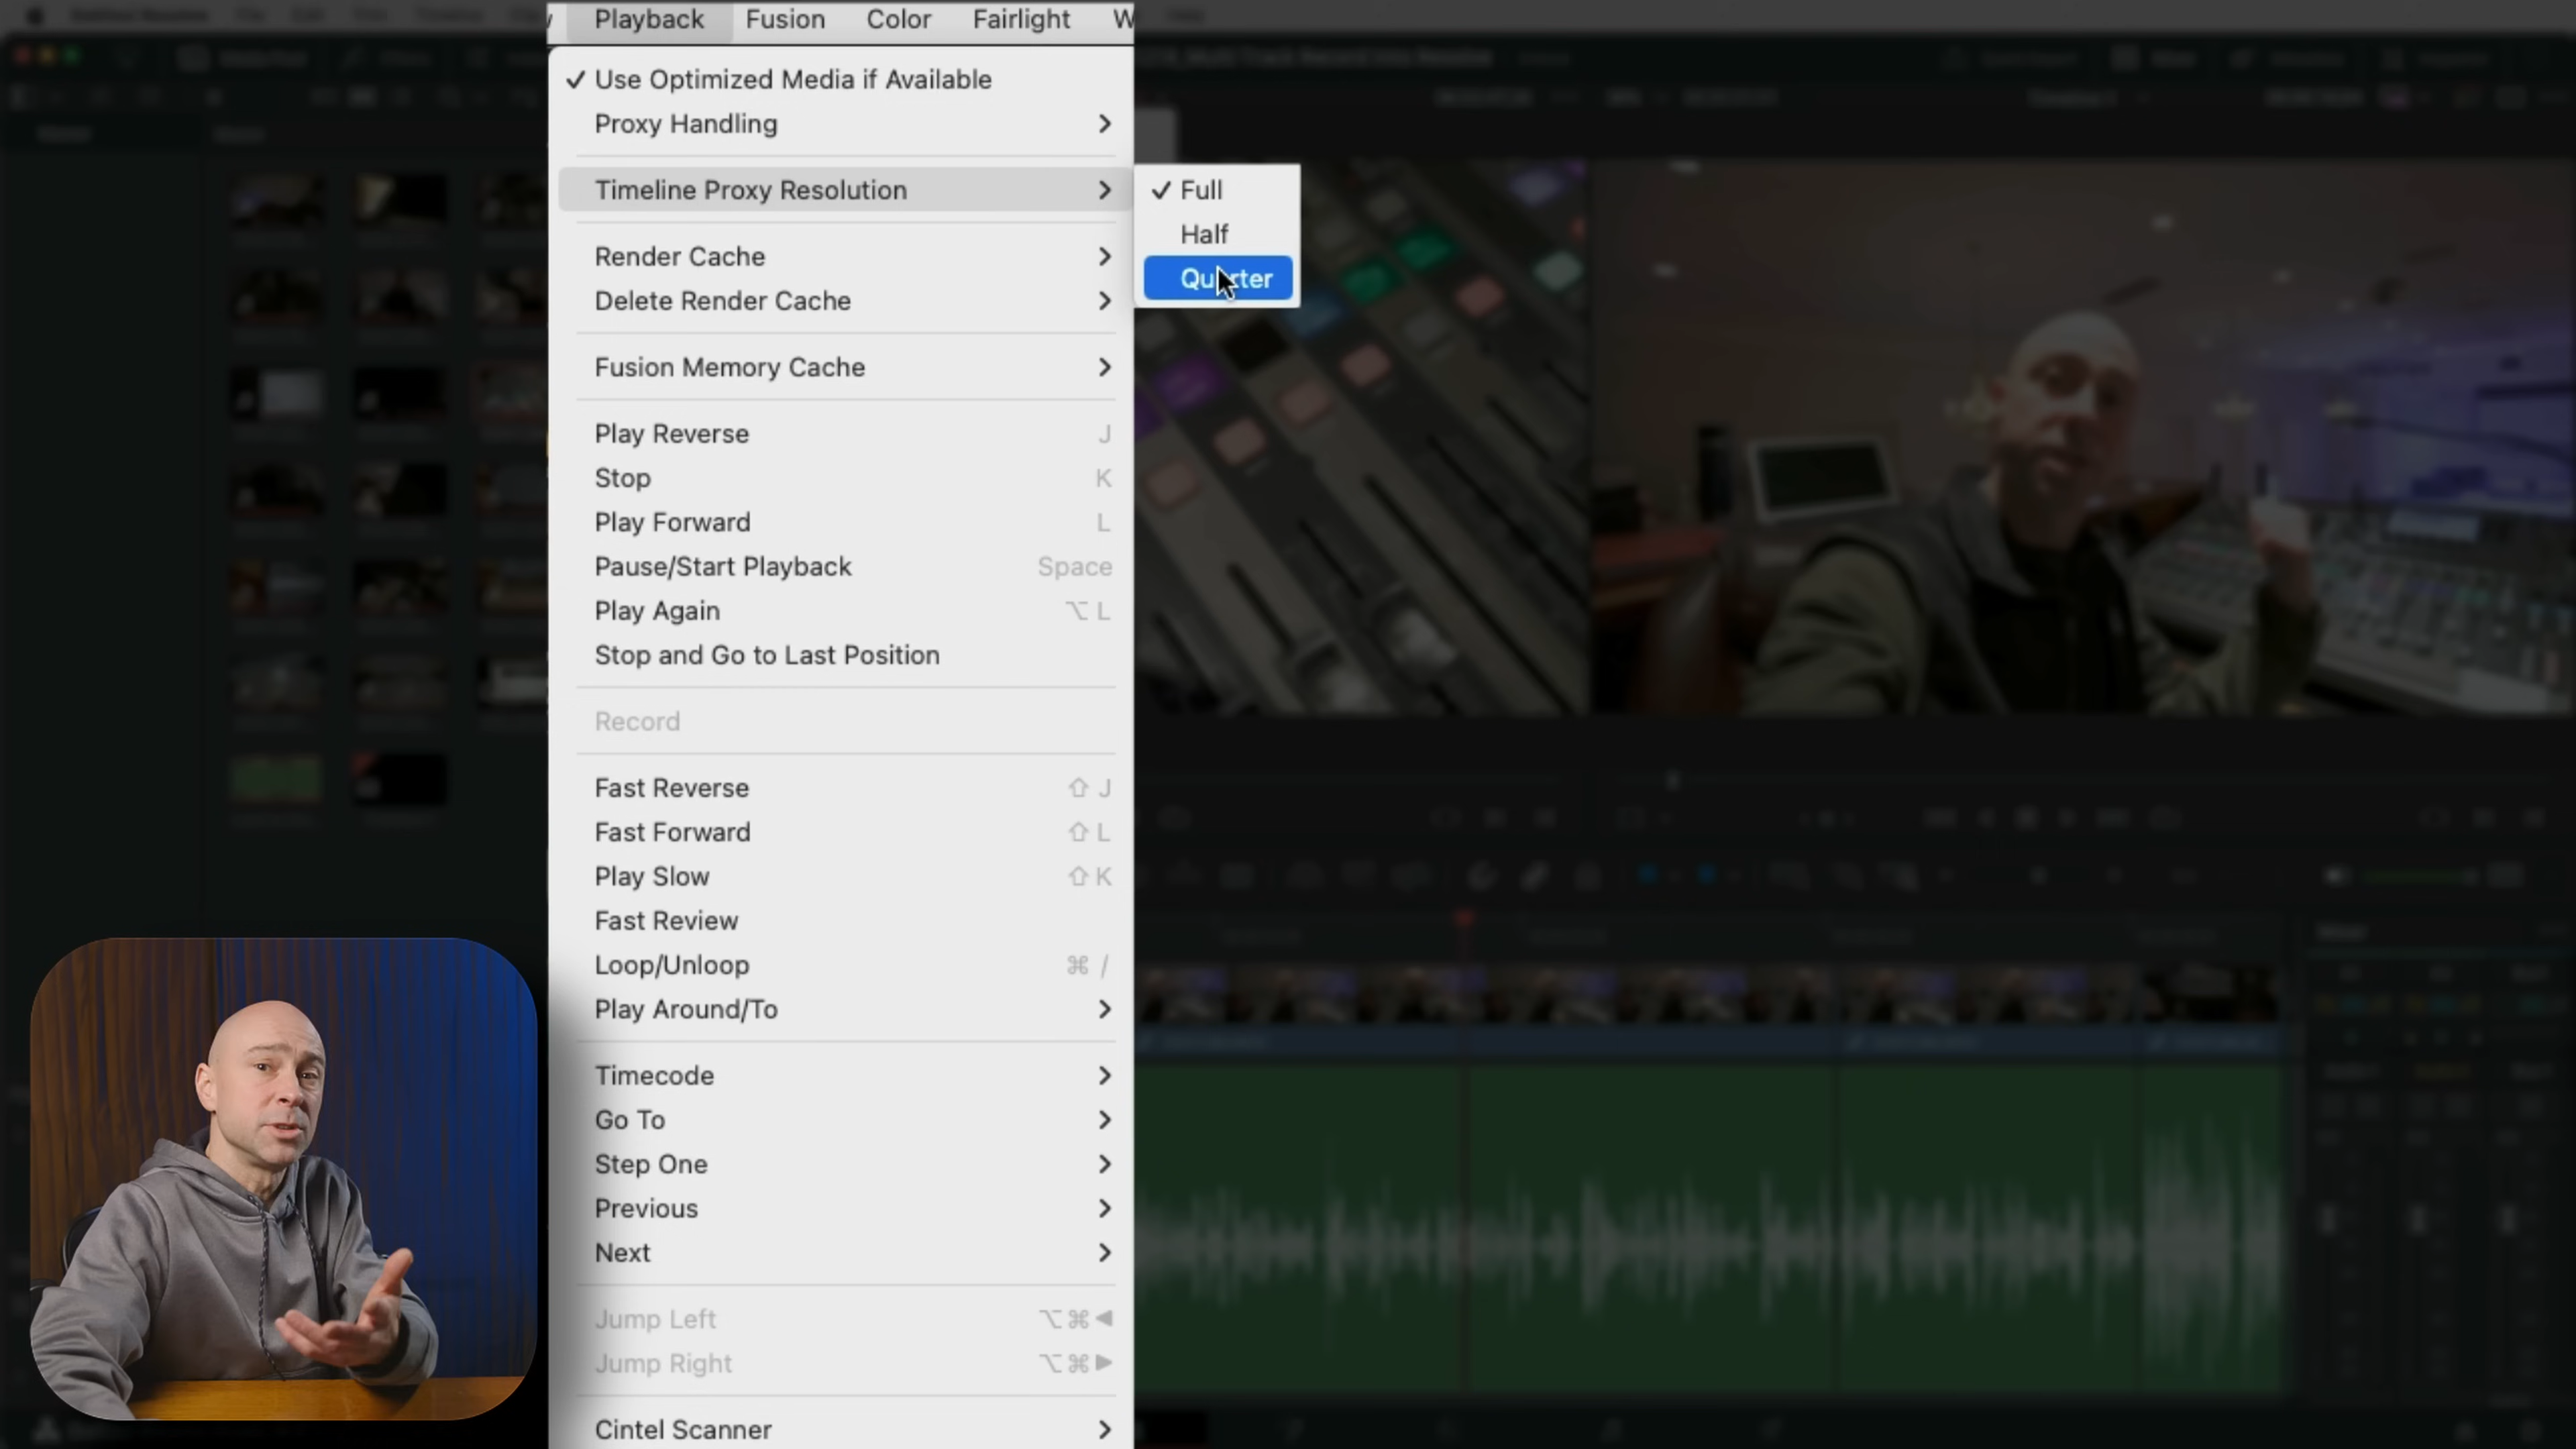 Playback Fusion Color Fairlight W
✓ Use Optimized Media if Available
Proxy Handling
Timeline Proxy Resolution
✓ Full
Half
Quarter
Render Cache
Delete Render Cache
Fusion Memory Cache
Play Reverse J
Stop K
Play Forward L
Pause/Start Playback Space
Play Again ⌥ L
Stop and Go to Last Position
Record
Fast Reverse ⇧ J
Fast Forward ⇧ L
Play Slow ⇧ K
Fast Review
Loop/Unloop ⌘ /
Play Around/To
Timecode
Go To
Step One
Previous
Next
Jump Left ⌥⌘◀
Jump Right ⌥⌘▶
Cintel Scanner